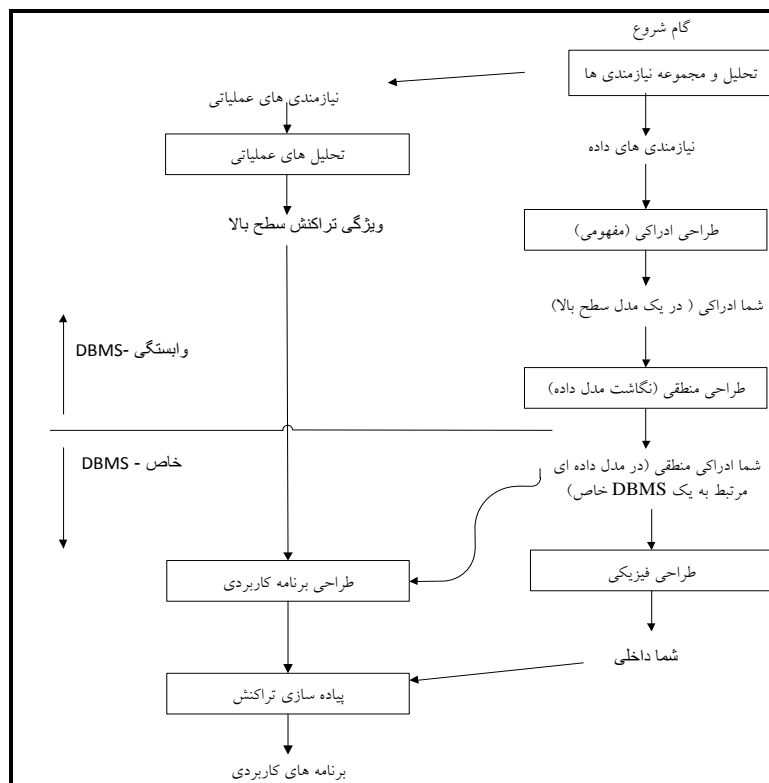 گام شروع
تحلیل و مجموعه نیازمندی ها
نیازمندی های عملیاتی
نیازمندی های داده
تحلیل های عملیاتی
ویژگی تراکنش سطح بالا
طراحی ادراکی (مفهومی)
شما ادراکی ( در یک مدل سطح بالا)
وابستگی -DBMS
طراحی منطقی (نگاشت مدل داده)
خاص - DBMS
شما ادراکی منطقی (در مدل داده ای
مرتبط به یک DBMS خاص)
طراحی برنامه کاربردی
طراحی فیزیکی
شما داخلی
پیاده سازی تراکنش
برنامه های کاربردی